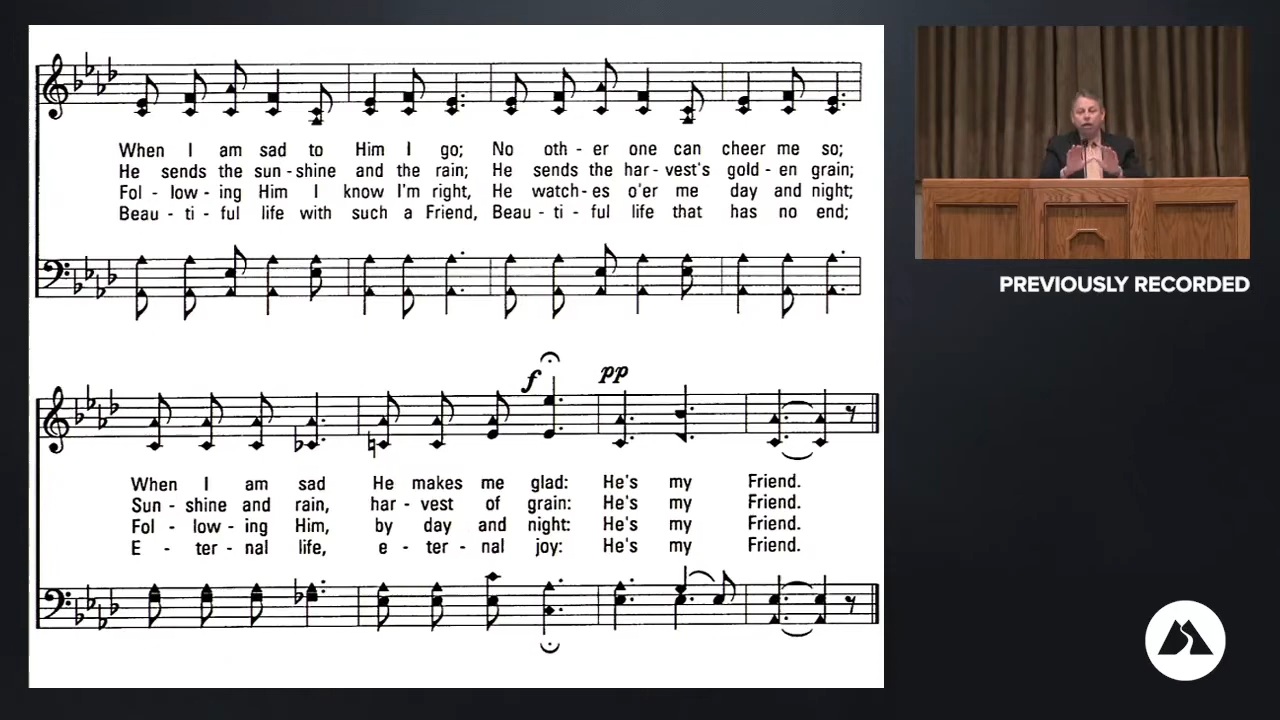 When I am sad to Him I go; No oth - er one can cheer me so;
He sends the sun - shine and the rain; He sends the har - vest's gold - en grain;
Fol - low - ing Him I know I'm right, He watch - es o'er me day and night;
Beau - ti - ful life with such a Friend, Beau - ti - ful life that has no end;
f pp
When I am sad He makes me glad: He's my Friend.
Sun - shine and rain, har - vest of grain: He's my Friend.
Fol - low - ing Him, by day and night: He's my Friend.
E - ter - nal life, e - ter - nal joy: He's my Friend.
PREVIOUSLY RECORDED